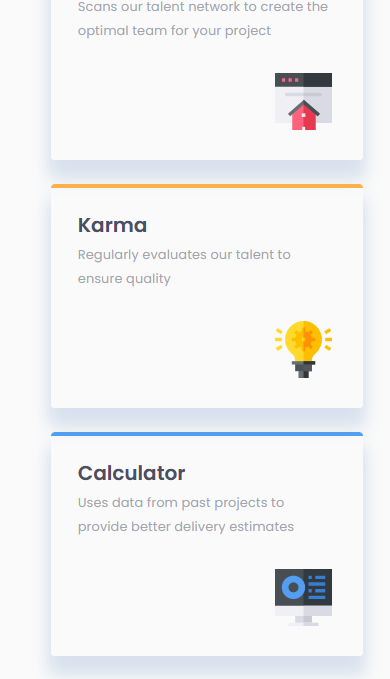 Scans our talent network to create the
optimal team for your project
Karma
Regularly evaluates our talent to
ensure quality
Calculator
Uses data from past projects to
provide better delivery estimates